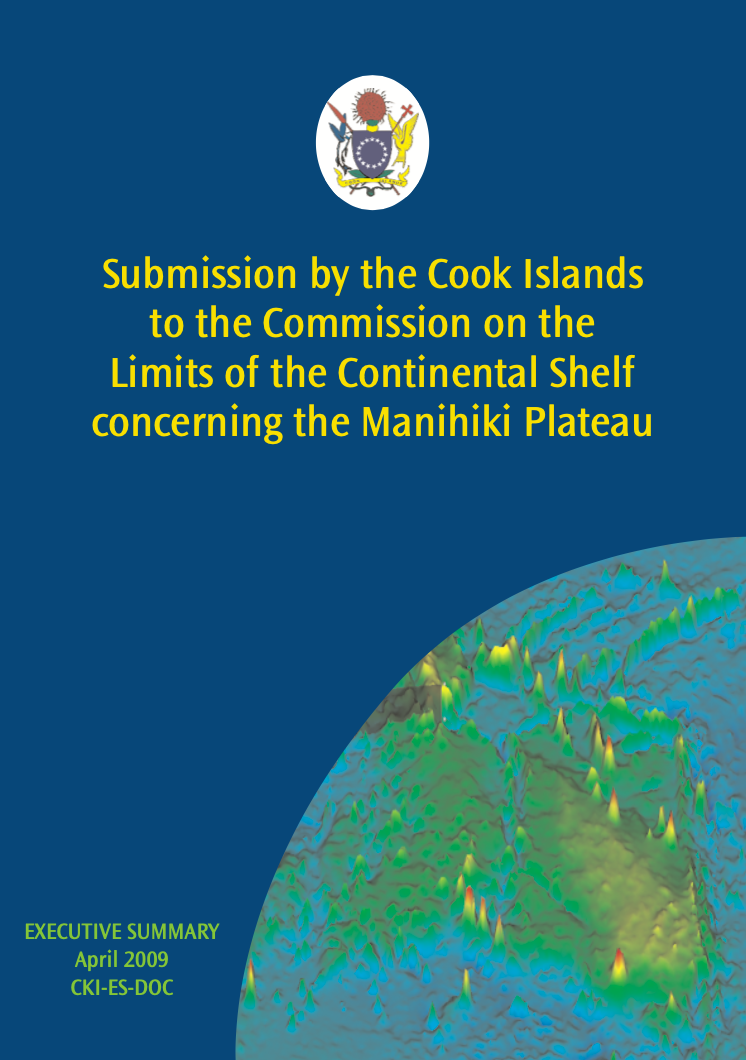 Submission by the Cook Islands
to the Commission on the
Limits of the Continental Shelf
concerning the Manihiki Plateau
EXECUTIVE SUMMARY
April 2009
CKI-ES-DOC